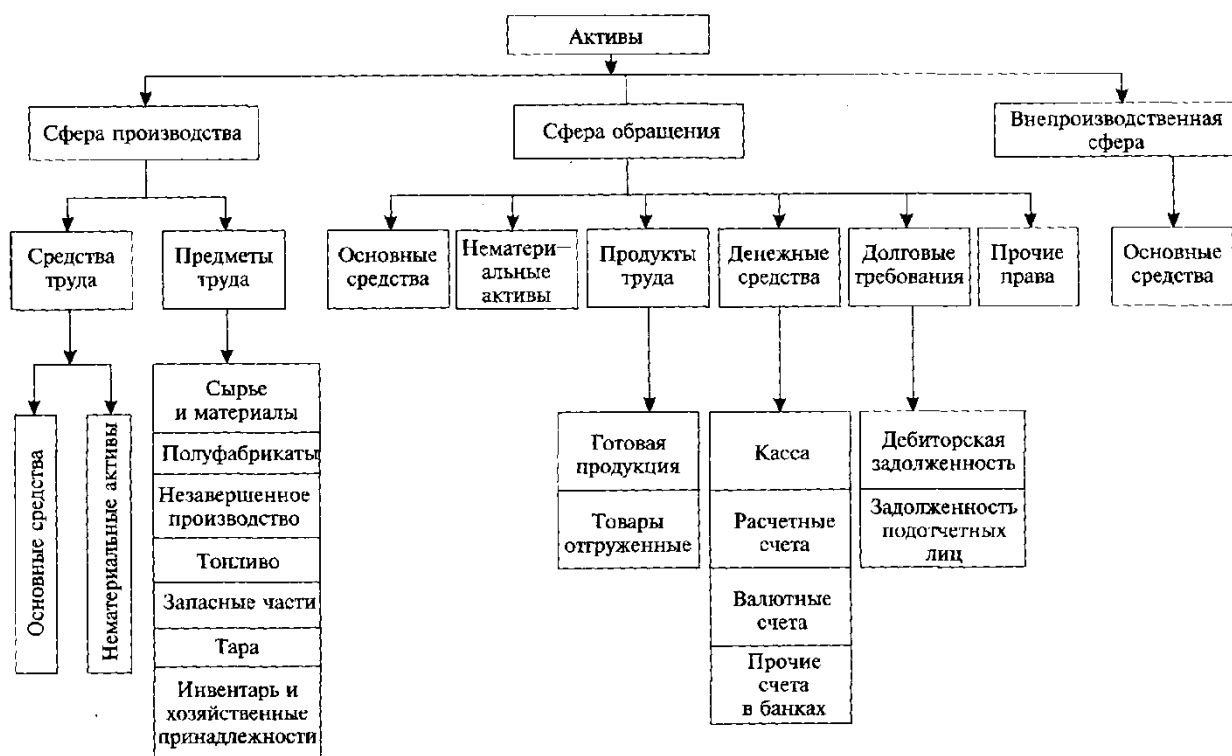 Активы
Сфера производства
Сфера обращения
Внепроизводственная
сфера
Средства
труда
Предметы
труда
Основные
средства
Нематери—
альные
активы
Продукты
труда
Денежные
средства
Долговые
требования
Прочие
права
Основные
средства
Основные средства
Нематериальные активы
Сырье
и материалы
Полуфабрикаты
Незавершенное
производство
Топливо
Запасные части
Тара
Инвентарь и
хозяйственные
принадлежности
Готовая
продукция
Товары
отгруженные
Касса
Расчетные
счета
Валютные
счета
Прочие
счета
в банках
Дебиторская
задолженность
Задолженность
подотчетных
лиц